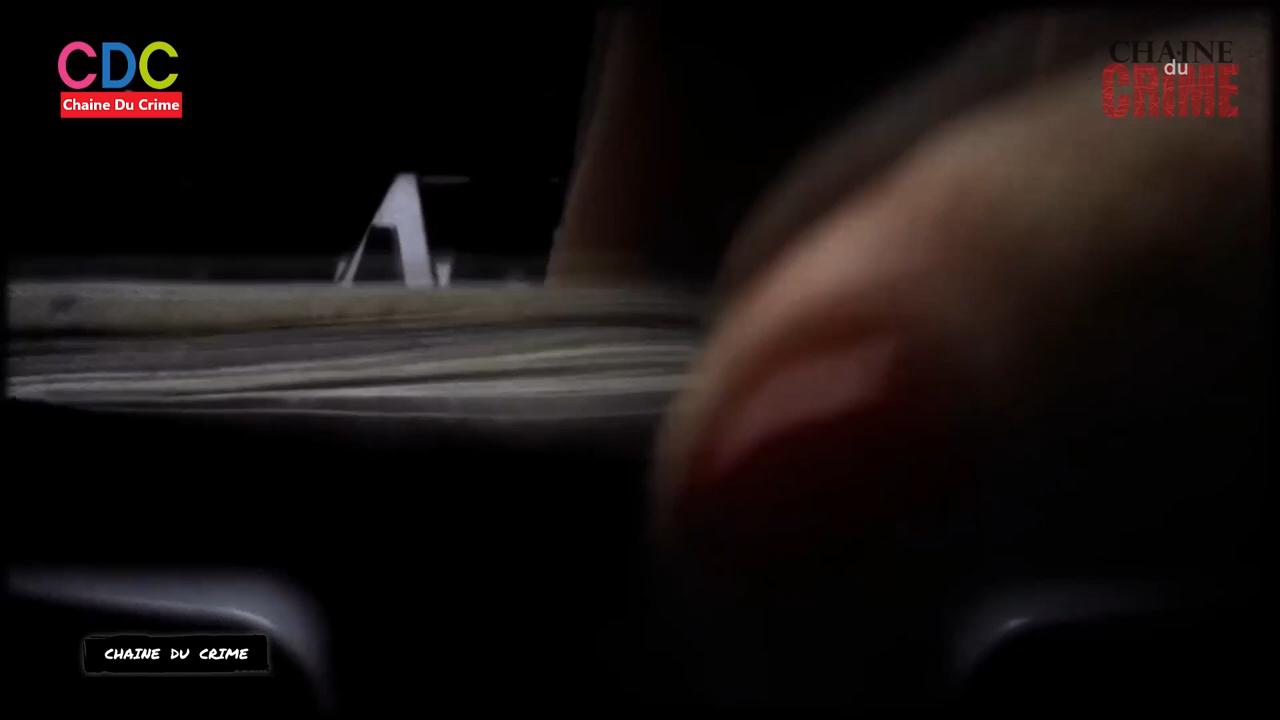 CDC
Chaine Du Crime
CHAINE
du
CRIME
A
CHAINE DU CRIME